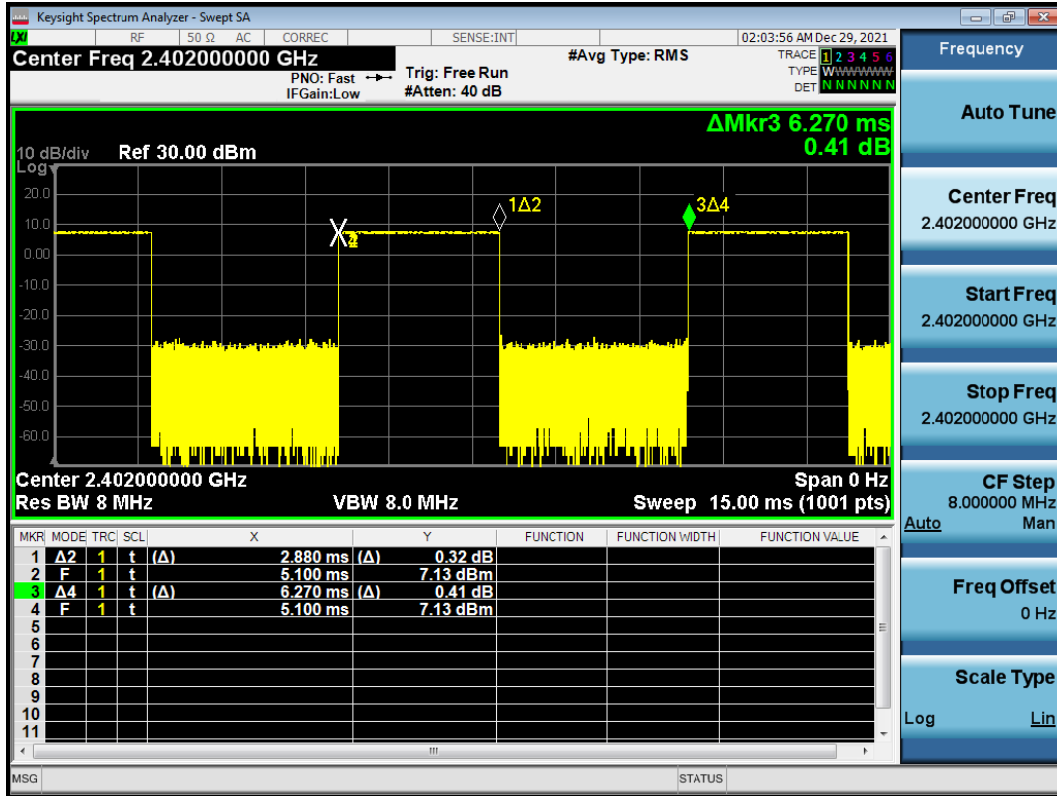 Keysight Spectrum Analyzer - Swept SA
LXI RF 50 Ω AC CORREC SENSE:INT 02:03:56 AM Dec 29, 2021
Center Freq 2.402000000 GHz #Avg Type: RMS TRACE 1 2 3 4 5 6
PNO: Fast Trig: Free Run TYPE WWWWWW
IFGain:Low #Atten: 40 dB DET N N N N N N
ΔMkr3 6.270 ms
0.41 dB
10 dB/div Ref 30.00 dBm
Log
20.0
10.0
0.00
-10.0
-20.0
-30.0
-40.0
-50.0
-60.0
1Δ2
3Δ4
Center 2.402000000 GHz Span 0 Hz
Res BW 8 MHz VBW 8.0 MHz Sweep 15.00 ms (1001 pts)
MKR MODE TRC SCL X Y FUNCTION FUNCTION WIDTH FUNCTION VALUE
1 Δ2 1 t (Δ) 2.880 ms (Δ) 0.32 dB
2 F 1 t 5.100 ms 7.13 dBm
3 Δ4 1 t (Δ) 6.270 ms (Δ) 0.41 dB
4 F 1 t 5.100 ms 7.13 dBm
5
6
7
8
9
10
11
MSG STATUS
Frequency
Auto Tune
Center Freq
2.402000000 GHz
Start Freq
2.402000000 GHz
Stop Freq
2.402000000 GHz
CF Step
8.000000 MHz
Auto Man
Freq Offset
0 Hz
Scale Type
Log Lin